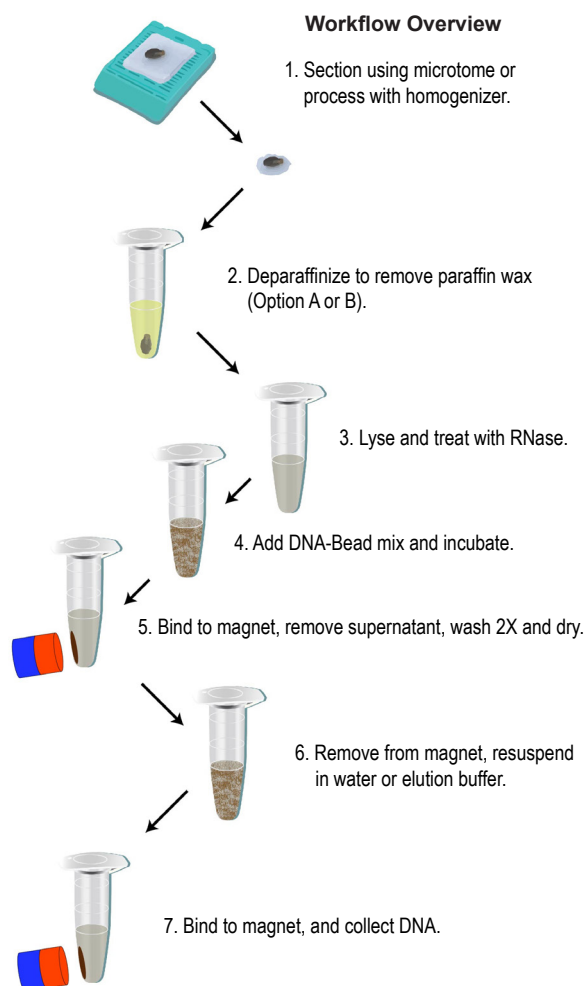 Workflow Overview
1. Section using microtome or
process with homogenizer.
2. Deparaffinize to remove paraffin wax
(Option A or B).
3. Lyse and treat with RNase.
4. Add DNA-Bead mix and incubate.
5. Bind to magnet, remove supernatant, wash 2X and dry.
6. Remove from magnet, resuspend
in water or elution buffer.
7. Bind to magnet, and collect DNA.